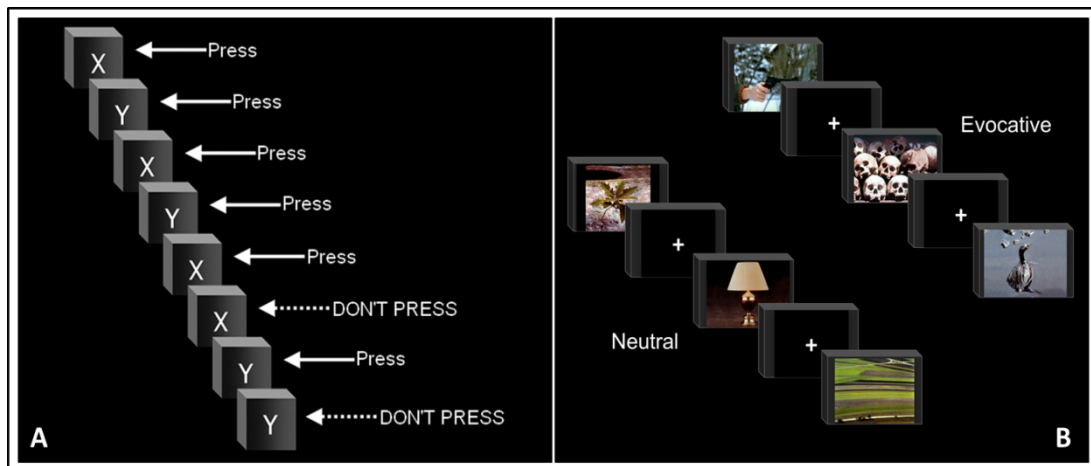 X Press
Y Press
X Press
Y Press
X Press
X DON'T PRESS
Y Press
Y DON'T PRESS
A
+
Evocative
+
+
Neutral
+
B